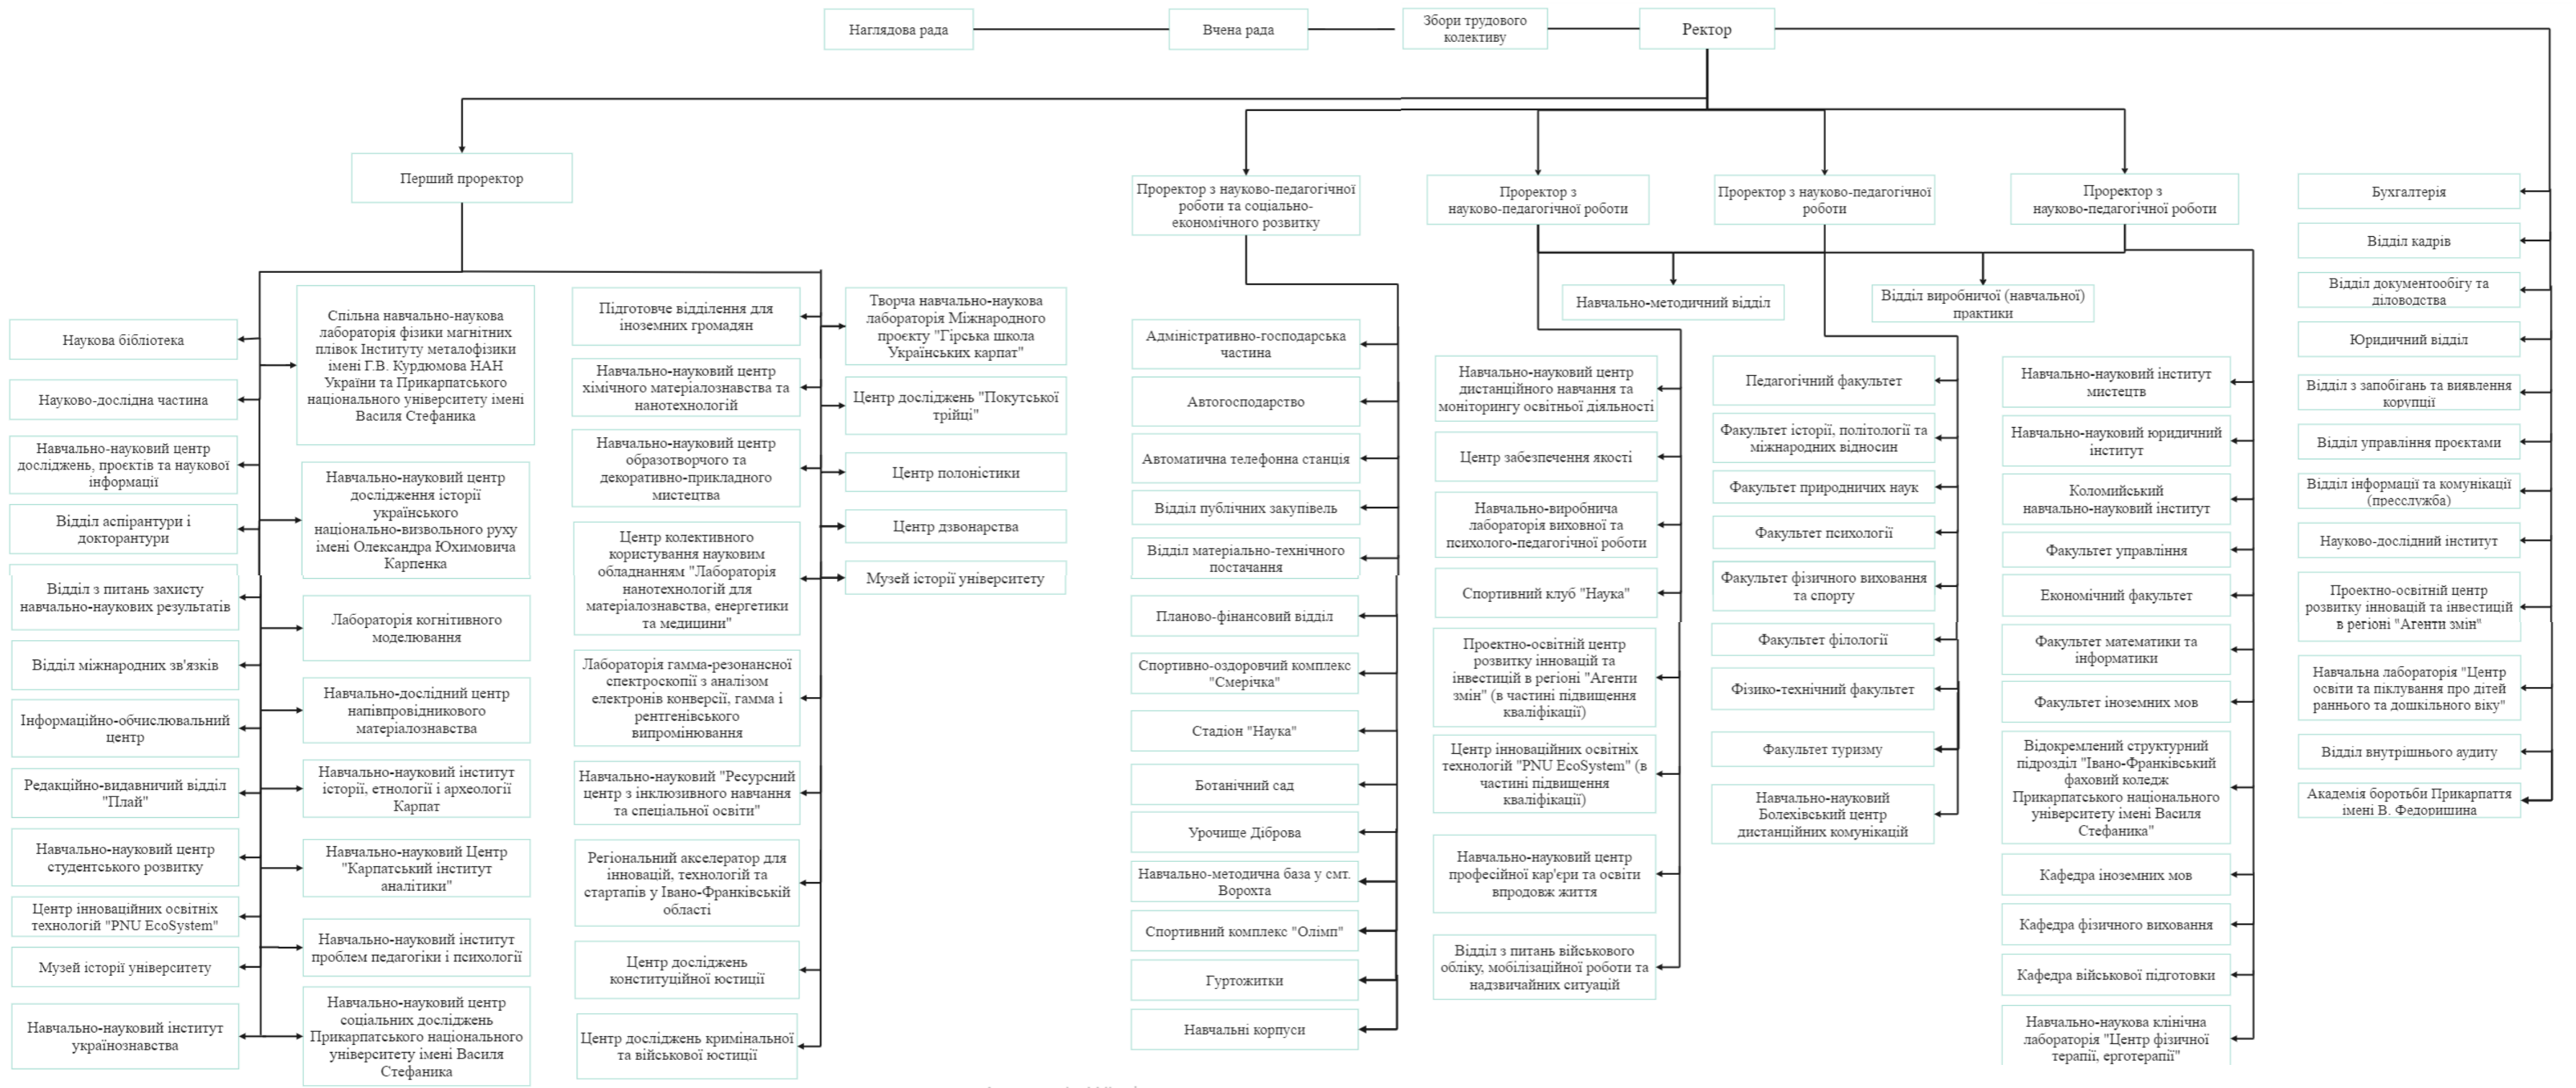 Наглядова рада
Вчена рада
Збори трудового
колективу
Ректор
Перший проректор
Проректор з науково-педагогічної
роботи та соціально-
економічного розвитку
Проректор з
науково-педагогічної роботи
Проректор з науково-педагогічної
роботи
Проректор з
науково-педагогічної роботи
Наукова бібліотека
Науково-дослідна частина
Навчально-науковий центр
досліджень, проєктів та наукової
інформації
Відділ аспірантури і
докторантури
Відділ з питань захисту
навчально-наукових результатів
Відділ міжнародних зв'язків
Інформаційно-обчислювальний
центр
Редакційно-видавничий відділ
"Плай"
Навчально-науковий центр
студентського розвитку
Центр інноваційних освітніх
технологій "PNU EcoSystem"
Музей історії університету
Навчально-науковий інститут
українознавства
Спільна навчально-наукова
лабораторія фізики магнітних
плівок Інституту металофізики
імені Г.В. Курдюмова НАН
України та Прикарпатського
національного університету імені
Василя Стефаника
Навчально-науковий центр
дослідження історії
українського
національно-визвольного руху
імені Олександра Юхимовича
Карпенка
Лабораторія когнітивного
моделювання
Навчально-дослідний центр
напівпровідникового
матеріалознавства
Навчально-науковий інститут
історії, етнології і археології
Карпат
Навчально-науковий Центр
"Карпатський інститут
аналітики"
Навчально-науковий інститут
проблем педагогіки і психології
Навчально-науковий центр
соціальних досліджень
Прикарпатського національного
університету імені Василя
Стефаника
Підготовче відділення для
іноземних громадян
Навчально-науковий центр
хімічного матеріалознавства та
нанотехнологій
Навчально-науковий центр
образотворчого та
декоративно-прикладного
мистецтва
Центр колективного
користування науковим
обладнанням "Лабораторія
нанотехнологій для
матеріалознавства, енергетики
та медицини"
Лабораторія гамма-резонансної
спектроскопії з аналізом
електронів конверсії, гамма і
рентгенівського
випромінювання
Навчально-науковий "Ресурсний
центр з інклюзивного навчання
та спеціальної освіти"
Регіональний акселератор для
інновацій, технологій та
стартапів у Івано-Франківській
області
Центр досліджень
конституційної юстиції
Центр досліджень кримінальної
та військової юстиції
Творча навчально-наукова
лабораторія Міжнародного
проєкту "Гірська школа
Українських карпат"
Центр досліджень "Покутської
трійці"
Центр полоністики
Центр дзвонарства
Музей історії університету
Адміністративно-господарська
частина
Автогосподарство
Автоматична телефонна станція
Відділ публічних закупівель
Відділ матеріально-технічного
постачання
Планово-фінансовий відділ
Спортивно-оздоровчий комплекс
"Смерічка"
Стадіон "Наука"
Ботанічний сад
Урочище Діброва
Навчально-методична база у смт.
Ворохта
Спортивний комплекс "Олімп"
Гуртожитки
Навчальні корпуси
Навчально-методичний відділ
Відділ виробничої (навчальної)
практики
Навчально-науковий центр
дистанційного навчання та
моніторингу освітньої діяльності
Центр забезпечення якості
Навчально-виробнича
лабораторія виховної та
психолого-педагогічної роботи
Спортивний клуб "Наука"
Проектно-освітній центр
розвитку інновацій та
інвестицій в регіоні "Агенти
змін" (в частині підвищення
кваліфікації)
Центр інноваційних освітніх
технологій "PNU EcoSystem" (в
частині підвищення
кваліфікації)
Навчально-науковий центр
професійної кар'єри та освіти
впродовж життя
Відділ з питань військового
обліку, мобілізаційної роботи та
надзвичайних ситуацій
Педагогічний факультет
Факультет історії, політології та
міжнародних відносин
Факультет природничих наук
Факультет психології
Факультет фізичного виховання
та спорту
Факультет філології
Фізико-технічний факультет
Факультет туризму
Навчально-науковий
Болехівський центр
дистанційних комунікацій
Навчально-науковий інститут
мистецтв
Навчально-науковий юридичний
інститут
Коломийський
навчально-науковий інститут
Факультет управління
Економічний факультет
Факультет математики та
інформатики
Факультет іноземних мов
Відокремлений структурний
підрозділ "Івано-Франківський
фаховий коледж
Прикарпатського національного
університету імені Василя
Стефаника"
Кафедра іноземних мов
Кафедра фізичного виховання
Кафедра військової підготовки
Навчально-наукова клінічна
лабораторія "Центр фізичної
терапії, ерготерапії"
Бухгалтерія
Відділ кадрів
Відділ документообігу та
діловодства
Юридичний відділ
Відділ з запобігань та виявлення
корупції
Відділ управління проєктами
Відділ інформації та комунікації
(пресслужба)
Науково-дослідний інститут
Проектно-освітній центр
розвитку інновацій та інвестицій
в регіоні "Агенти змін"
Навчальна лабораторія "Центр
освіти та піклування про дітей
раннього та дошкільного віку"
Відділ внутрішнього аудиту
Академія боротьби Прикарпаття
імені В. Федоришина